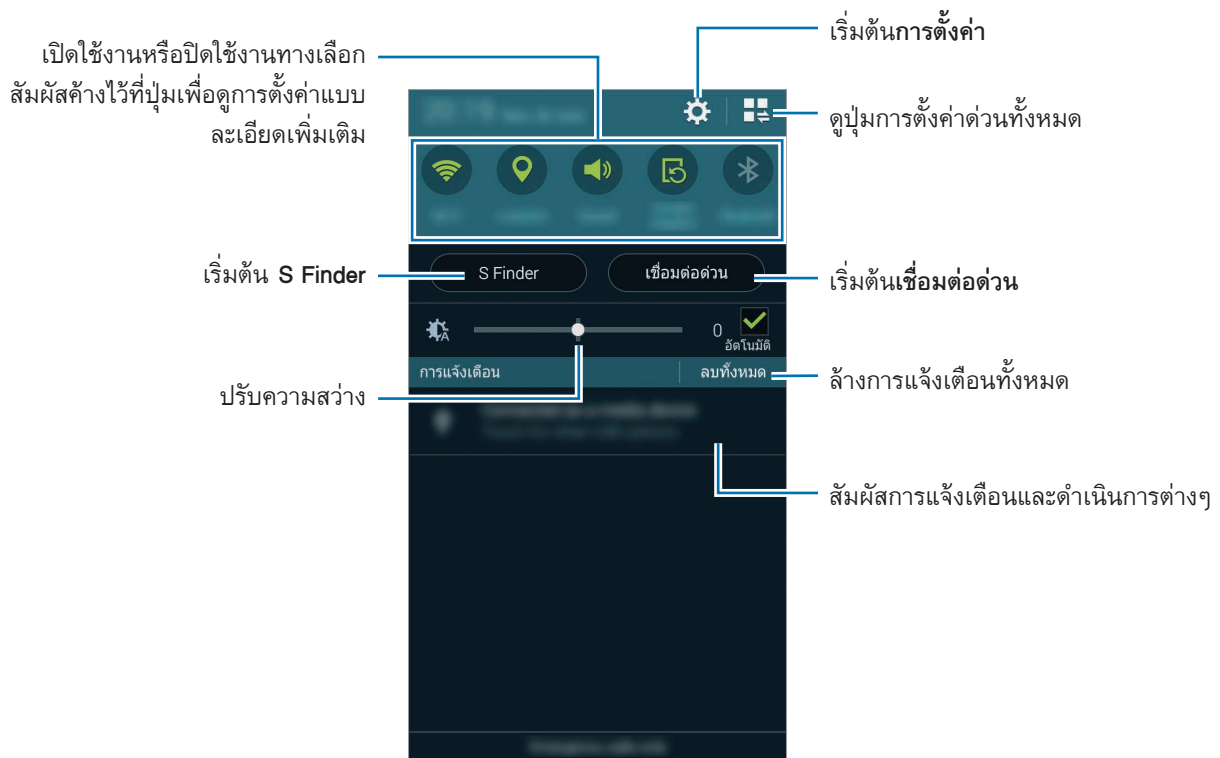 เริ่มต้นการตั้งค่า
เปิดใช้งานหรือปิดใช้งานทางเลือก
สัมผัสค้างไว้ที่ปุ่มเพื่อดูการตั้งค่าแบบ
ละเอียดเพิ่มเติม
ดูปุ่มการตั้งค่าด่วนทั้งหมด
เริ่มต้น S Finder
S Finder
เชื่อมต่อด่วน
เริ่มต้นเชื่อมต่อด่วน
0
อัตโนมัติ
การแจ้งเตือน
ลบทั้งหมด
ล้างการแจ้งเตือนทั้งหมด
ปรับความสว่าง
สัมผัสการแจ้งเตือนและดำเนินการต่างๆ